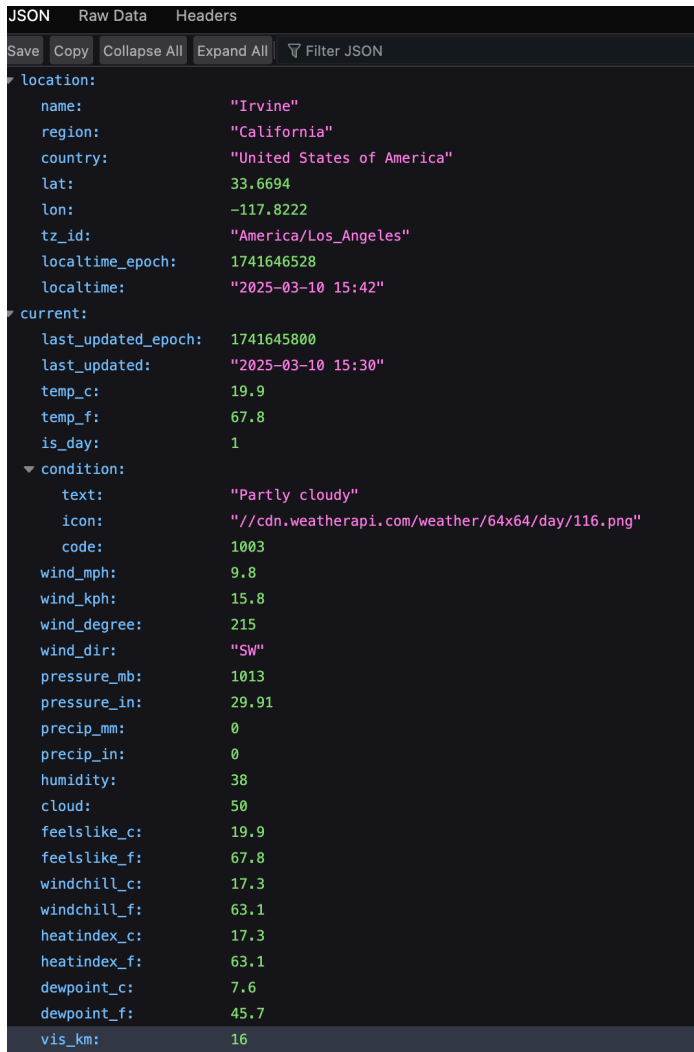 JSON Raw Data Headers
Save Copy Collapse All Expand All Filter JSON
location:
name: "Irvine"
region: "California"
country: "United States of America"
lat: 33.6694
lon: -117.8222
tz_id: "America/Los_Angeles"
localtime_epoch: 1741646528
localtime: "2025-03-10 15:42"
current:
last_updated_epoch: 1741645800
last_updated: "2025-03-10 15:30"
temp_c: 19.9
temp_f: 67.8
is_day: 1
condition:
text: "Partly cloudy"
icon: "//cdn.weatherapi.com/weather/64x64/day/116.png"
code: 1003
wind_mph: 9.8
wind_kph: 15.8
wind_degree: 215
wind_dir: "SW"
pressure_mb: 1013
pressure_in: 29.91
precip_mm: 0
precip_in: 0
humidity: 38
cloud: 50
feelslike_c: 19.9
feelslike_f: 67.8
windchill_c: 17.3
windchill_f: 63.1
heatindex_c: 17.3
heatindex_f: 63.1
dewpoint_c: 7.6
dewpoint_f: 45.7
vis_km: 16